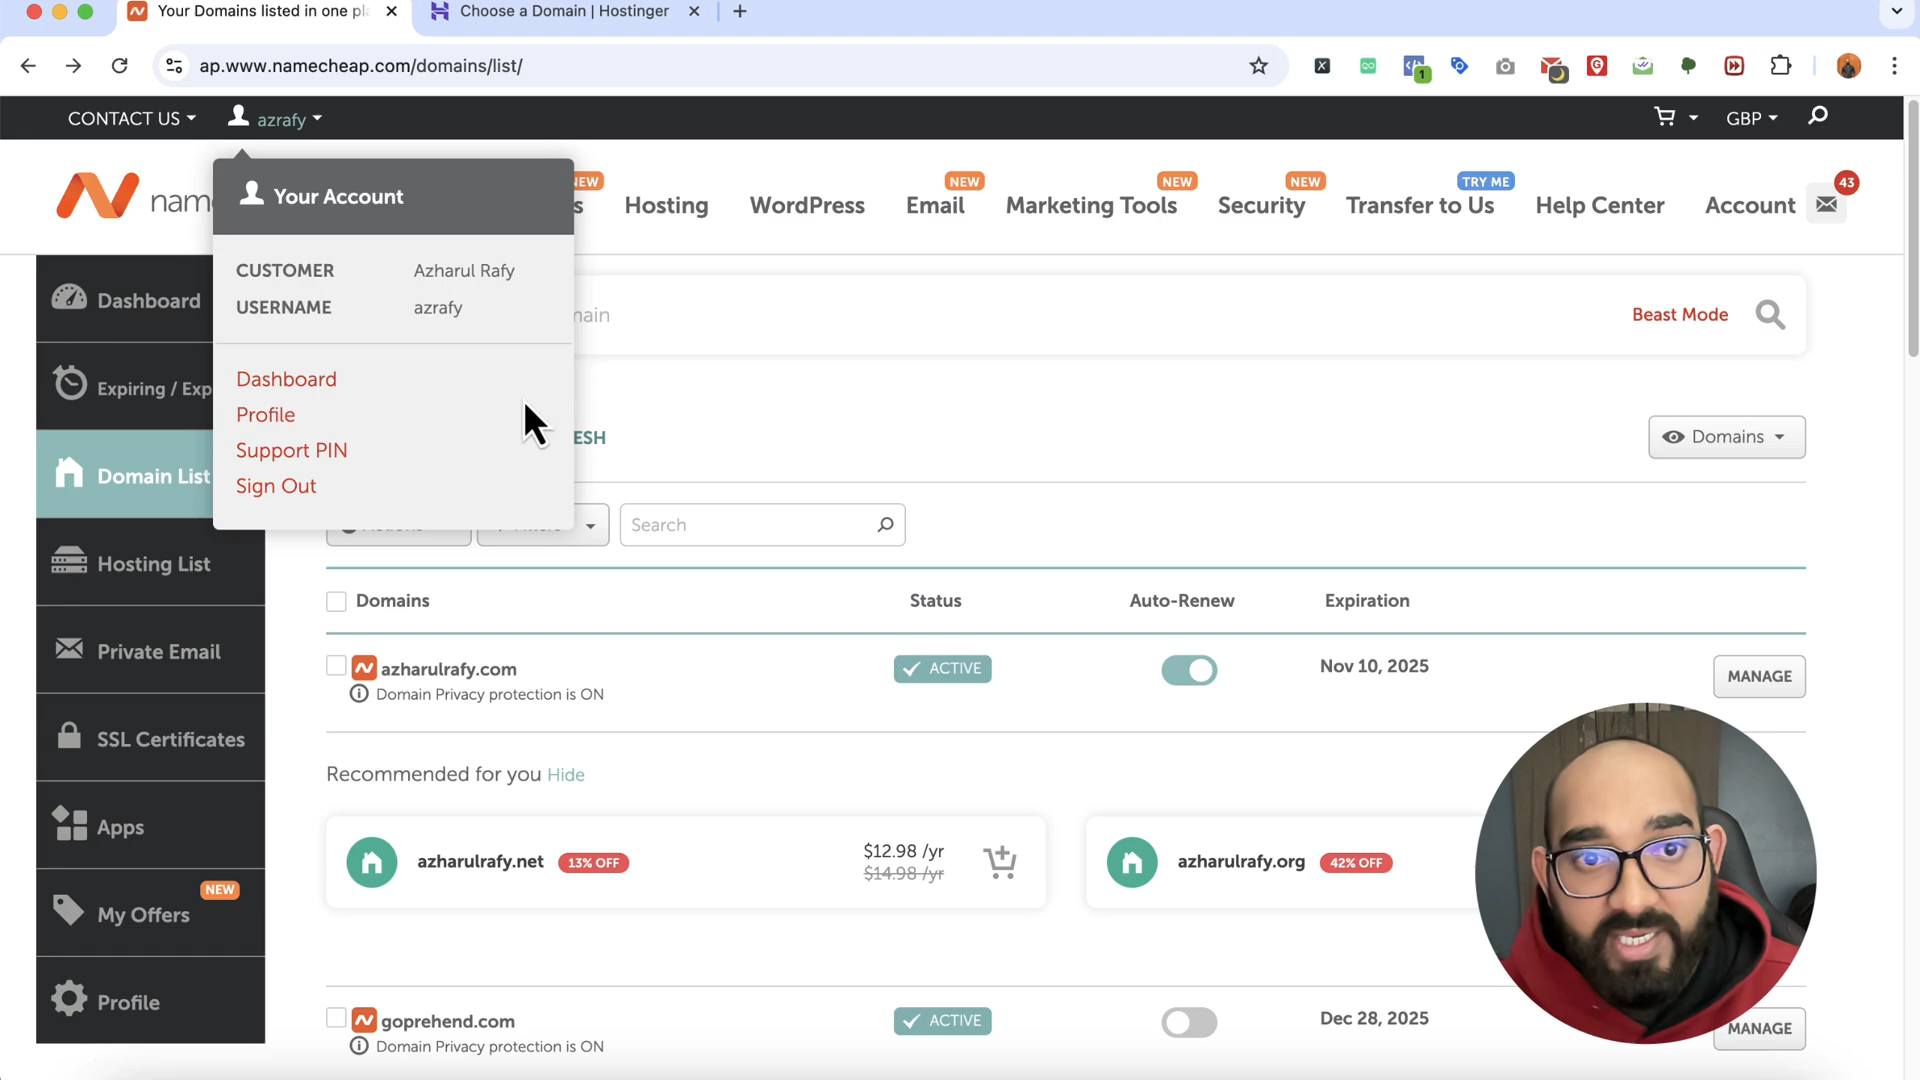 Your Domains listed in one pl
Choose a Domain | Hostinger
ap.www.namecheap.com/domains/list/
1
CONTACT US
azrafy
GBP
Your Account
CUSTOMER Azharul Rafy
USERNAME azrafy
Dashboard
Profile
Support PIN
Sign Out
nam
NEW
s
Hosting
WordPress
NEW
Email
NEW
Marketing Tools
NEW
Security
TRY ME
Transfer to Us
Help Center
Account
43
Dashboard
Expiring / Exp
Domain List
Hosting List
Private Email
SSL Certificates
Apps
NEW
My Offers
Profile
main
Beast Mode
ESH
Domains
Search
Domains Status Auto-Renew Expiration
azharulrafy.com ACTIVE Nov 10, 2025 MANAGE
Domain Privacy protection is ON
Recommended for you Hide
azharulrafy.net 13% OFF $12.98 /yr
$14.98 /yr
azharulrafy.org 42% OFF
goprehend.com ACTIVE Dec 28, 2025 MANAGE
Domain Privacy protection is ON